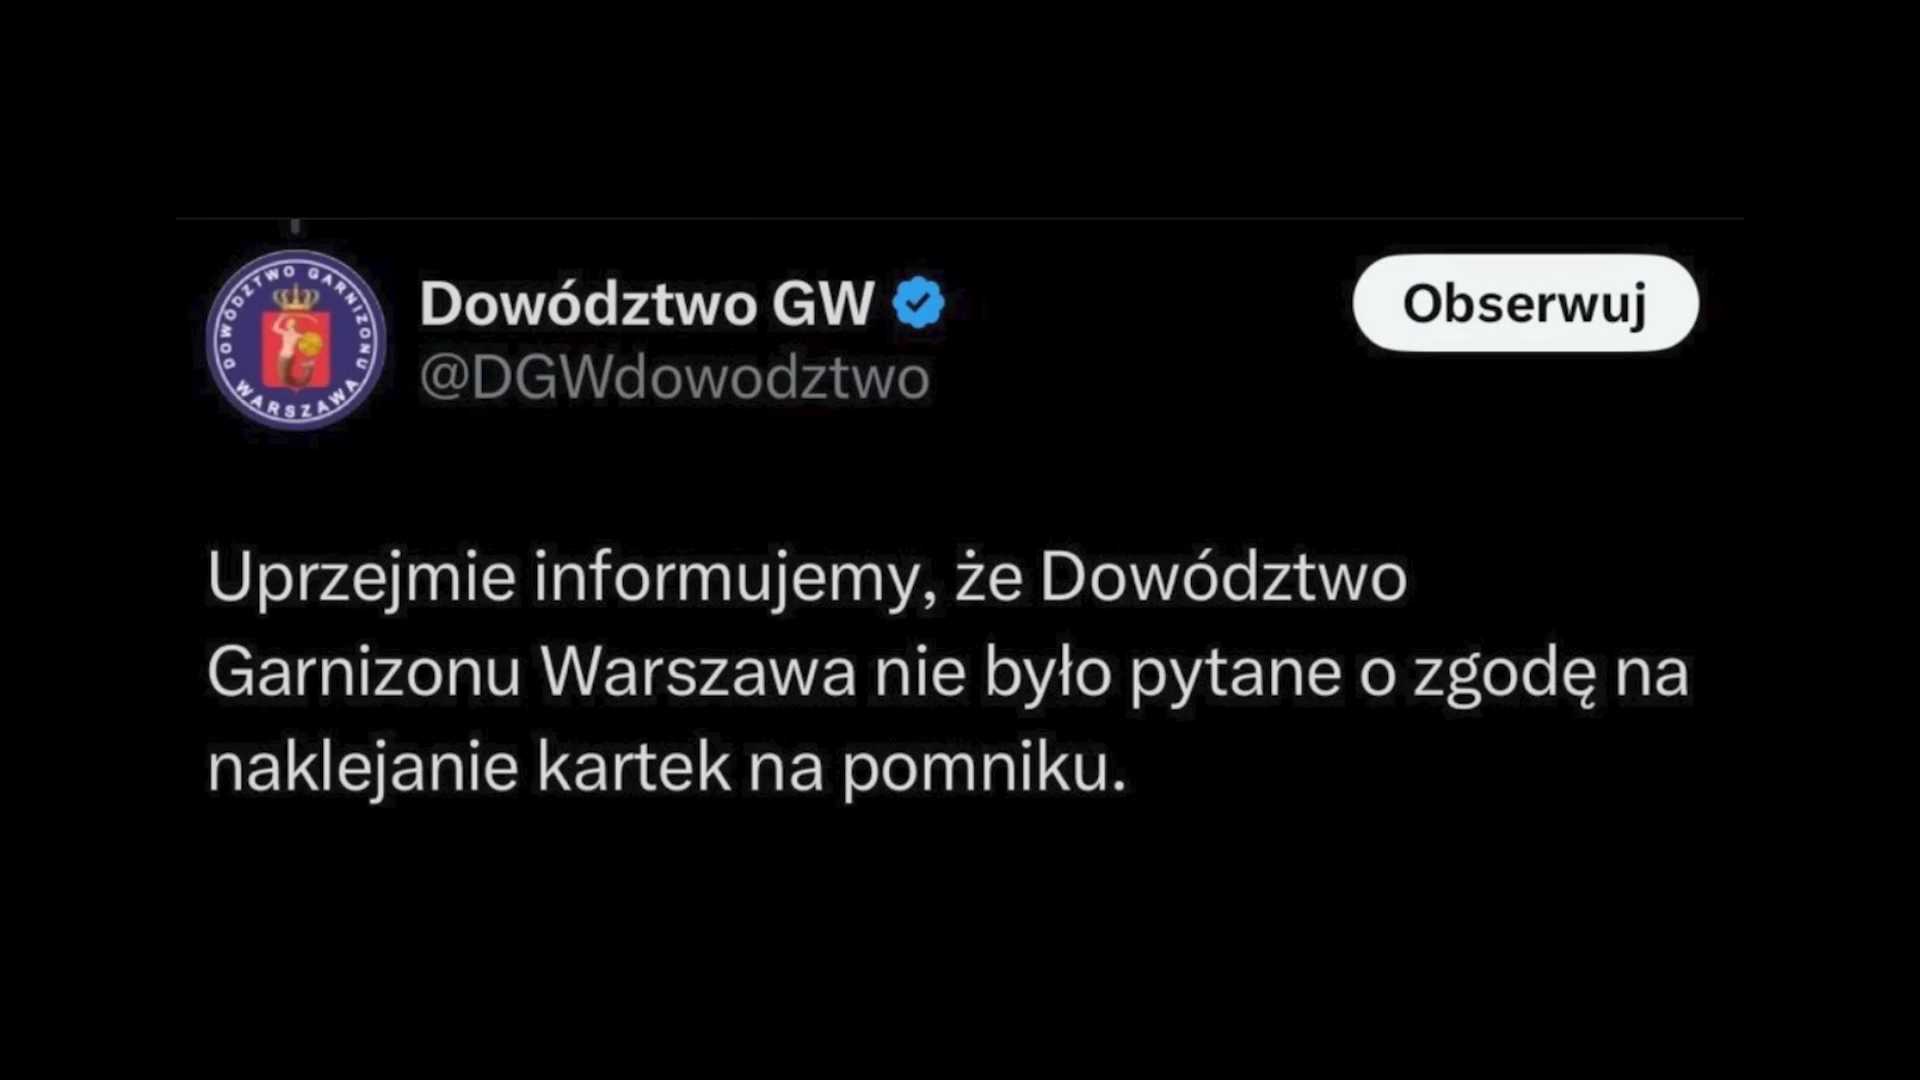 DOWÓDZTWO GARNIZONU WARSZAWA
Dowództwo GW
Obserwuj
@DGWdowodztwo
Uprzejmie informujemy, że Dowództwo
Garnizonu Warszawa nie było pytane o zgodę na
naklejanie kartek na pomniku.